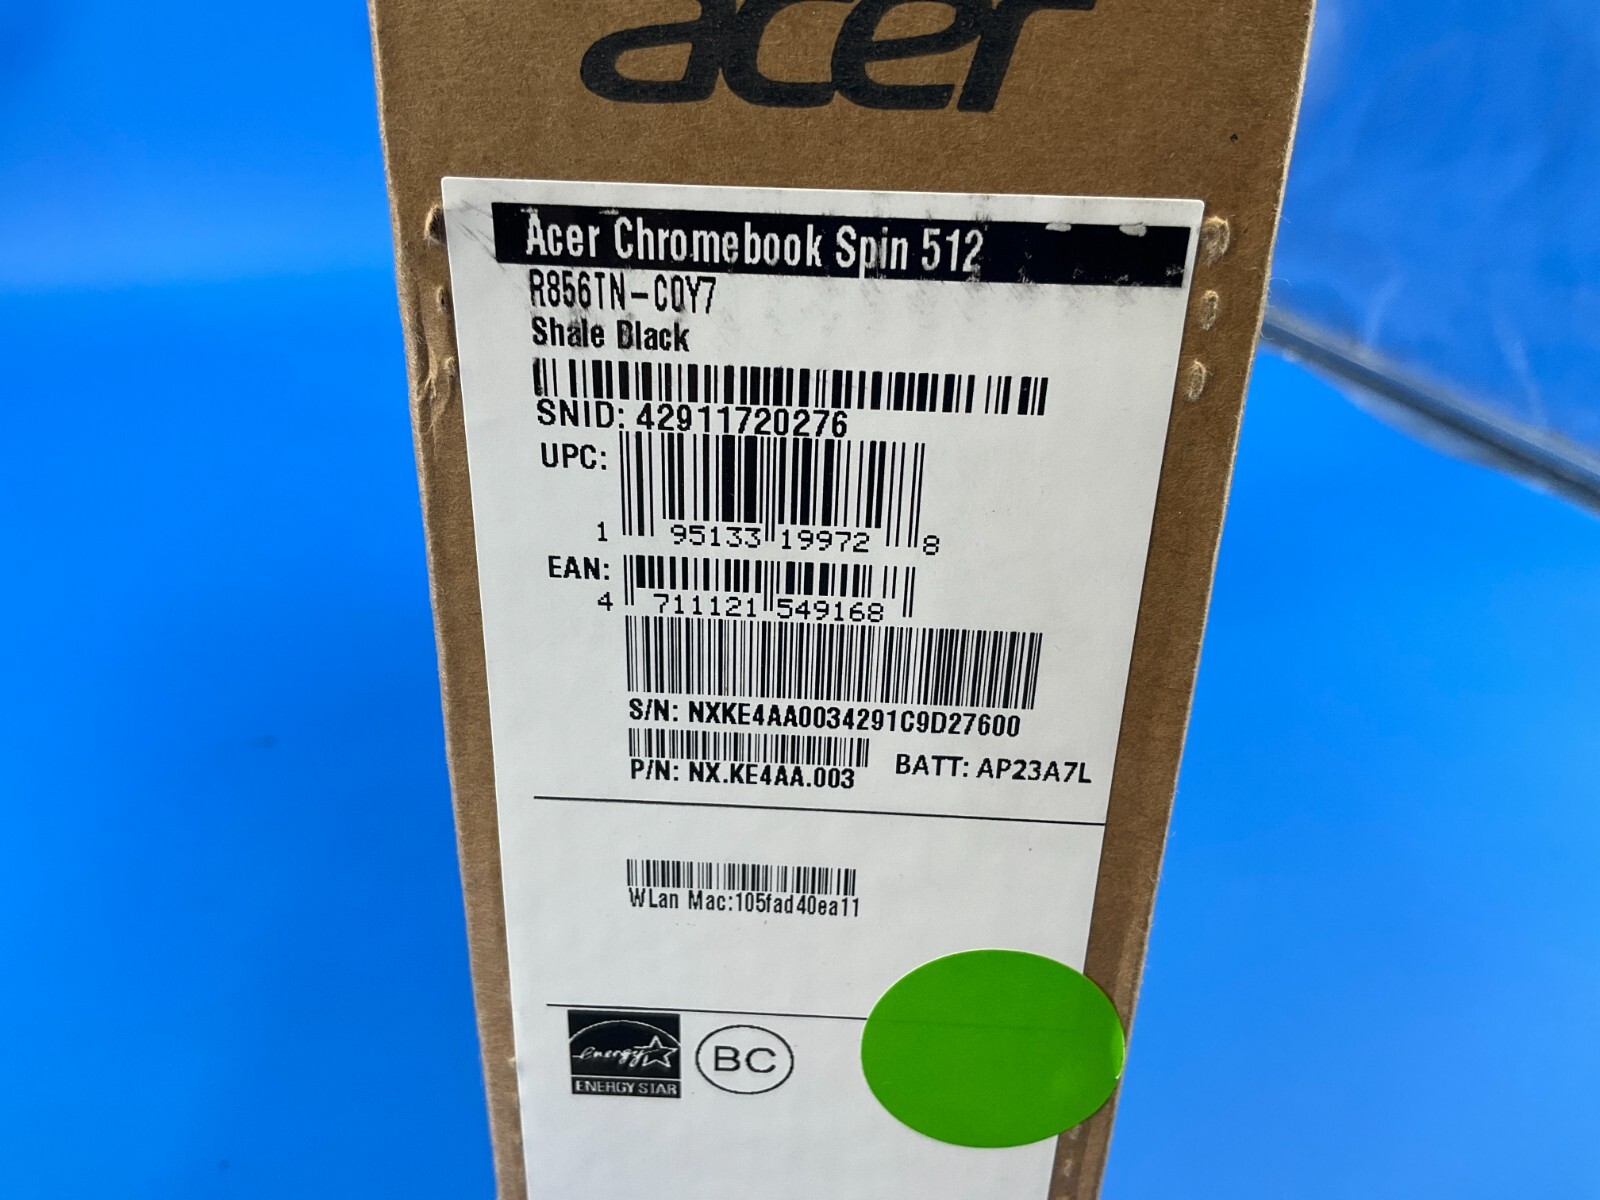 acer
Acer Chromebook Spin 512
R856TN-C0Y7
Shale Black
SNID: 42911720276
UPC:
1 95133 19972 8
EAN:
4 711121 549168
S/N: NXKE4AA0034291C9D27600
P/N: NX.KE4AA.003 BATT: AP23A7L
WLan Mac:105fad40ea11
energy
ENERGY STAR
BC